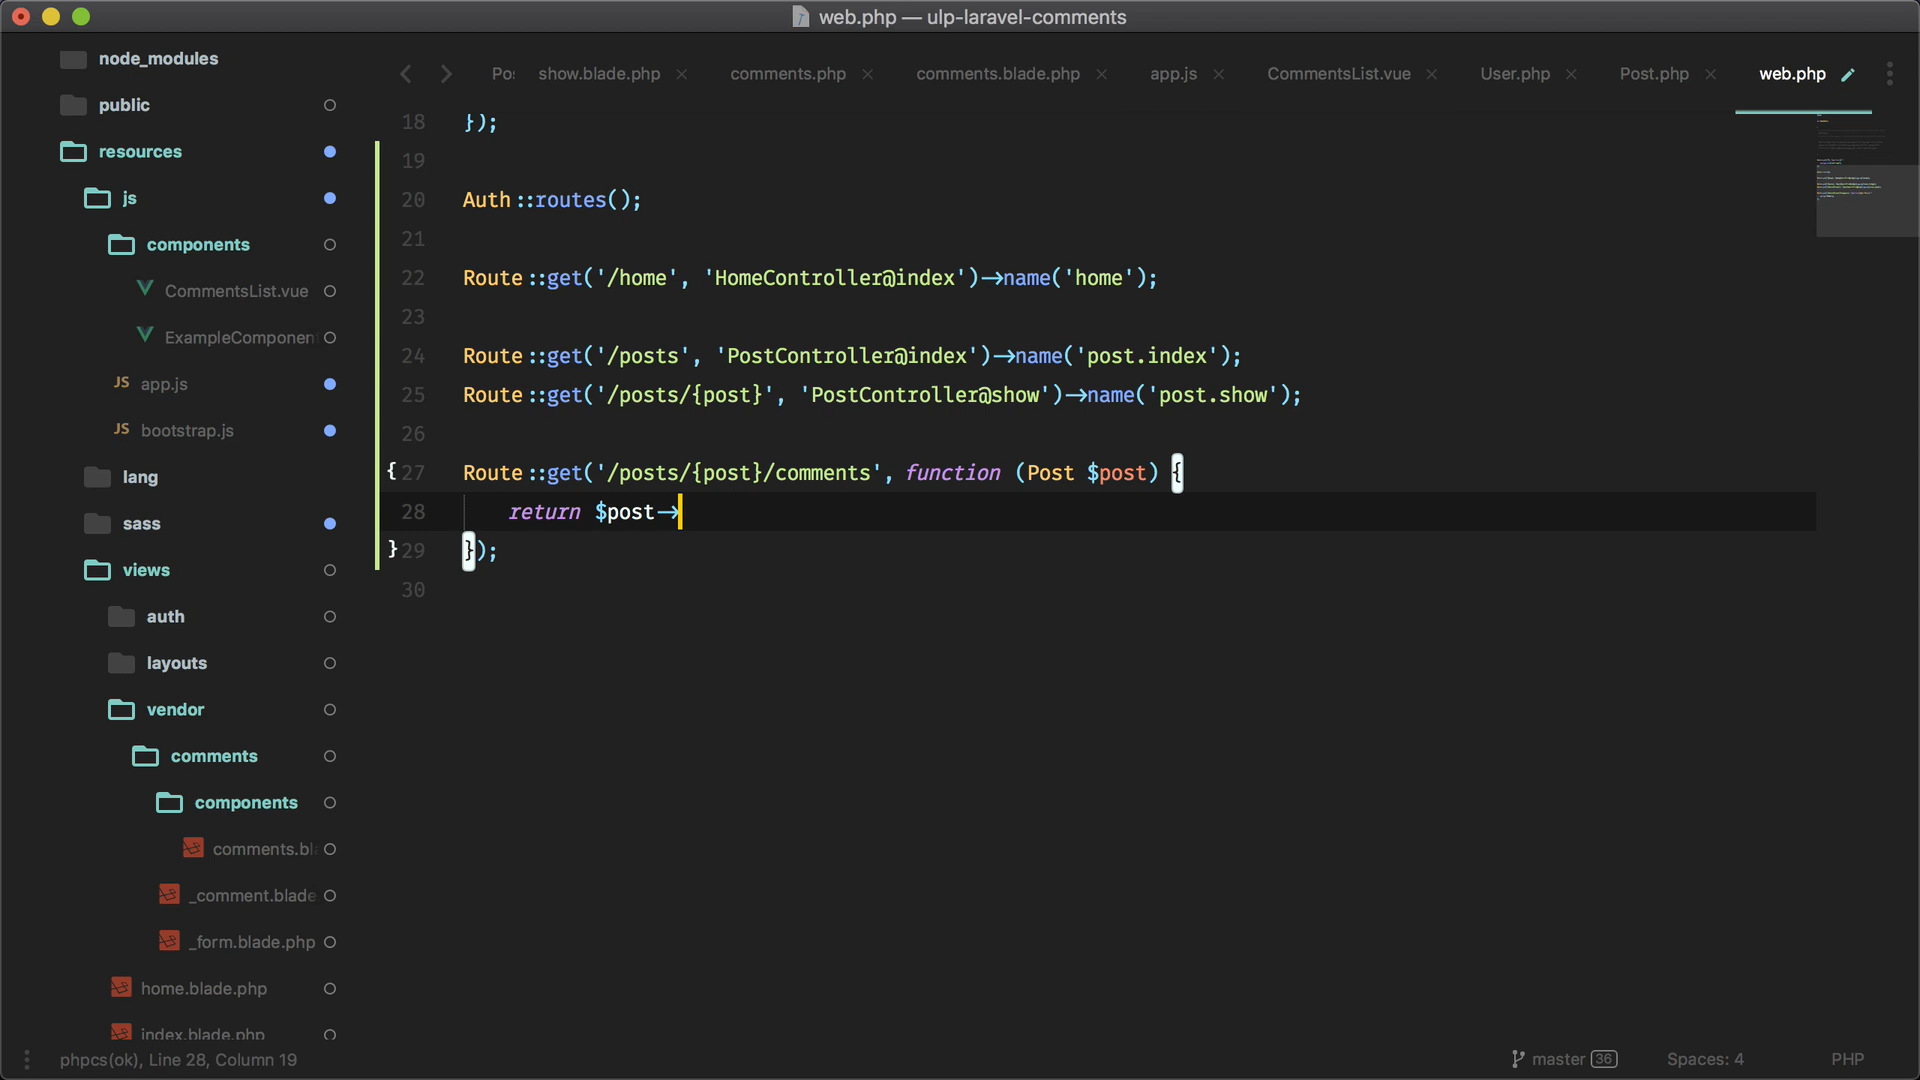 web.php — ulp-laravel-comments
node_modules
public
resources
js
components
CommentsList.vue
ExampleComponen
app.js
bootstrap.js
lang
sass
views
auth
layouts
vendor
comments
components
comments.bl
_comment.blade
_form.blade.php
home.blade.php
index.blade.php
Po show.blade.php × comments.php × comments.blade.php × app.js × CommentsList.vue × User.php × Post.php × web.php
18 });
19
20 Auth::routes();
21
22 Route::get('/home', 'HomeController@index')->name('home');
23
24 Route::get('/posts', 'PostController@index')->name('post.index');
25 Route::get('/posts/{post}', 'PostController@show')->name('post.show');
26
{ 27 Route::get('/posts/{post}/comments', function (Post $post) {
28 return $post->
} 29 });
30
phpcs(ok), Line 28, Column 19
master 36 Spaces: 4 PHP